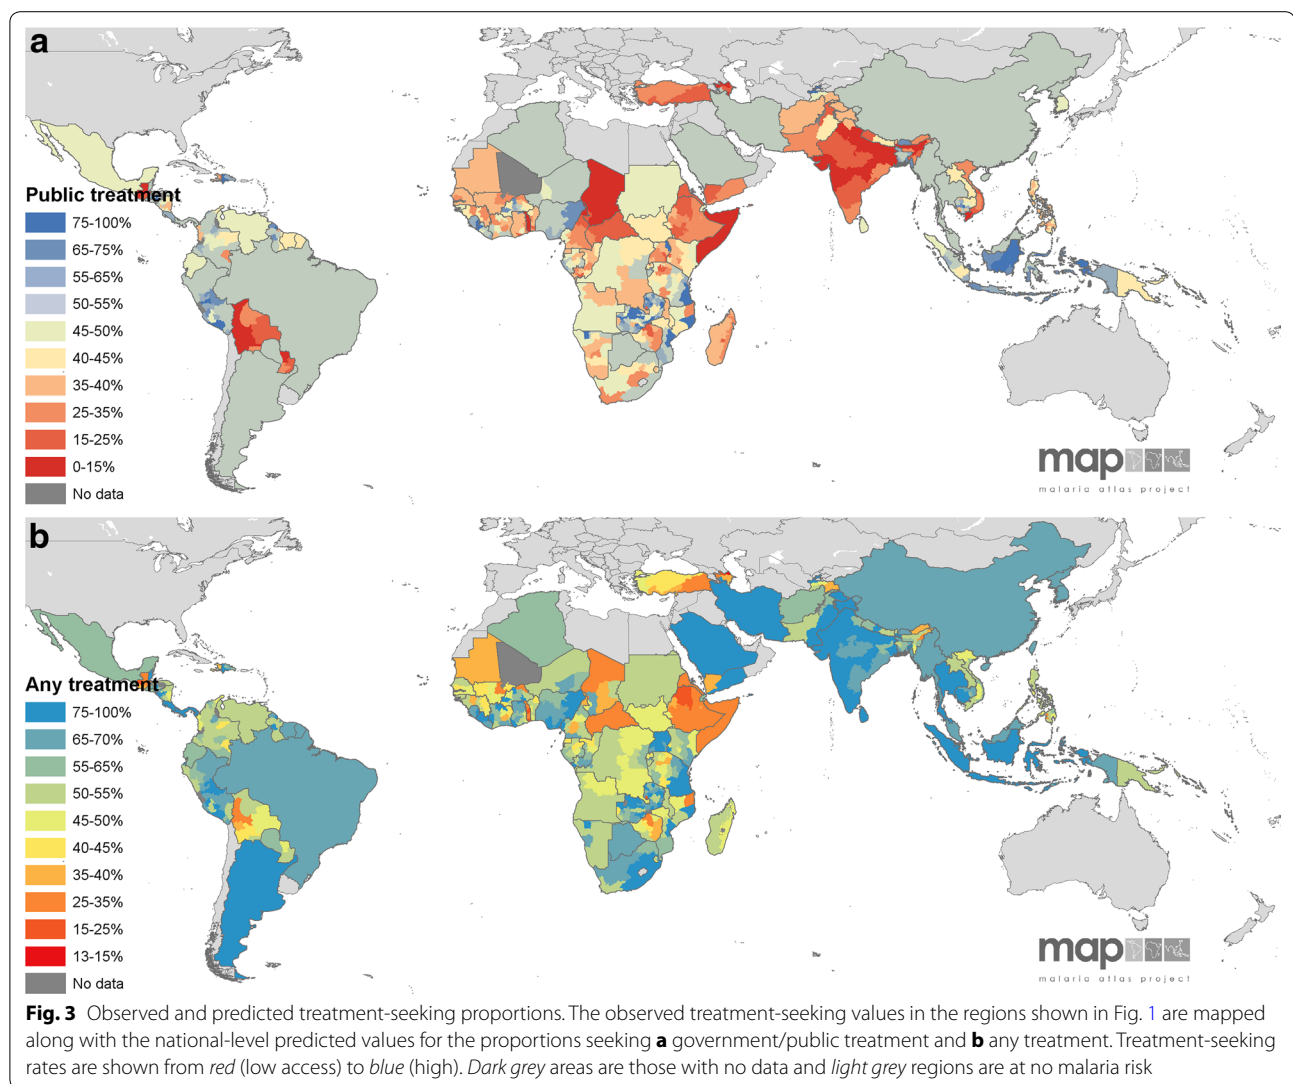 a
Public treatment
75-100%
65-75%
55-65%
50-55%
45-50%
40-45%
35-40%
25-35%
15-25%
0-15%
No data
map
malaria atlas project
b
Any treatment
75-100%
65-70%
55-65%
50-55%
45-50%
40-45%
35-40%
25-35%
15-25%
13-15%
No data
map
malaria atlas project
Fig. 3 Observed and predicted treatment-seeking proportions. The observed treatment-seeking values in the regions shown in Fig. 1 are mapped
along with the national-level predicted values for the proportions seeking a government/public treatment and b any treatment. Treatment-seeking
rates are shown from red (low access) to blue (high). Dark grey areas are those with no data and light grey regions are at no malaria risk